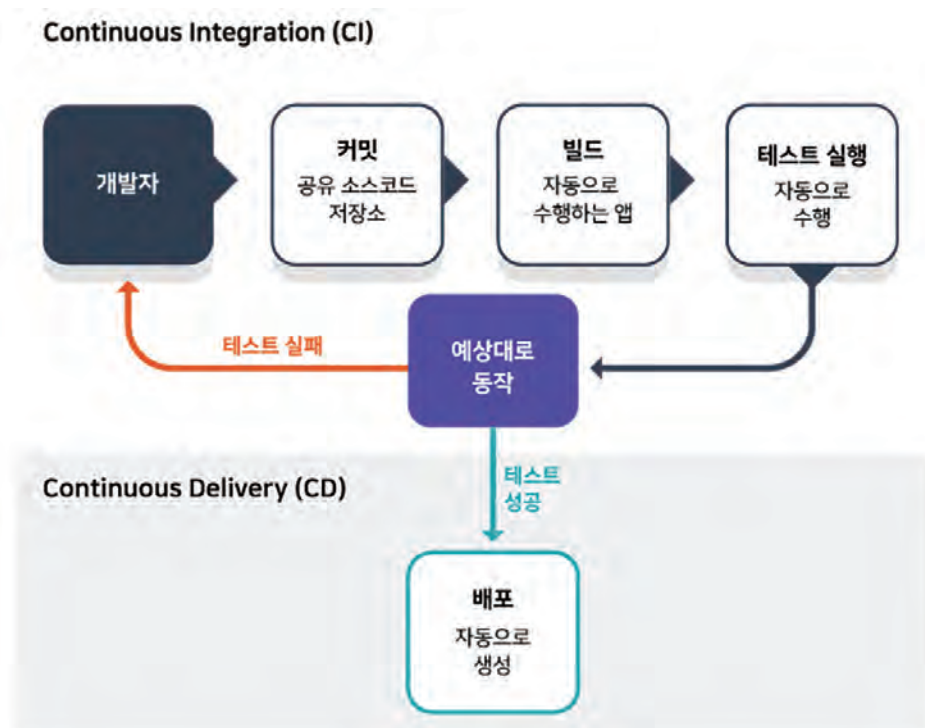 Continuous Integration (CI)
개발자
커밋
공유 소스코드
저장소
빌드
자동으로
수행하는 앱
테스트 실행
자동으로
수행
테스트 실패
예상대로
동작
Continuous Delivery (CD)
테스트
성공
배포
자동으로
생성